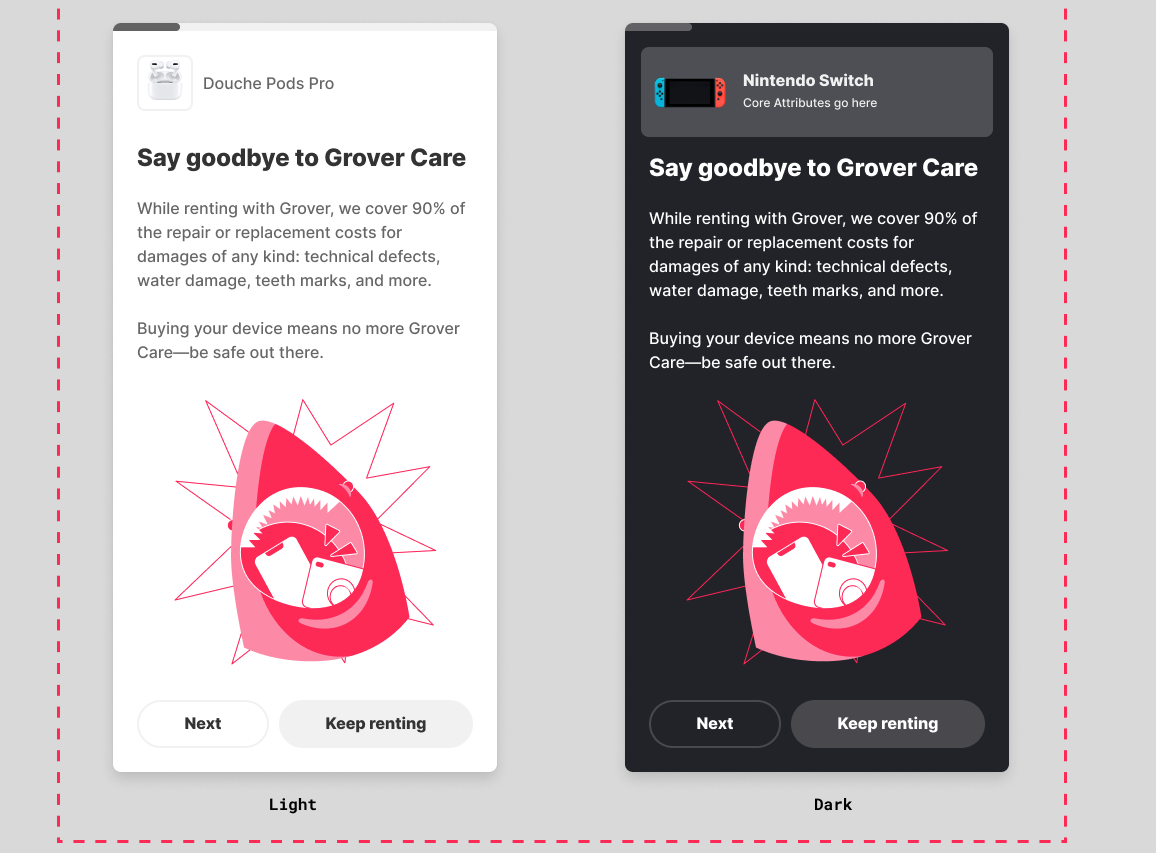 Douche Pods Pro
Say goodbye to Grover Care
While renting with Grover, we cover 90% of
the repair or replacement costs for
damages of any kind: technical defects,
water damage, teeth marks, and more.
Buying your device means no more Grover
Care—be safe out there.
Next
Keep renting
Light
Nintendo Switch
Core Attributes go here
Say goodbye to Grover Care
While renting with Grover, we cover 90% of
the repair or replacement costs for
damages of any kind: technical defects,
water damage, teeth marks, and more.
Buying your device means no more Grover
Care—be safe out there.
Next
Keep renting
Dark